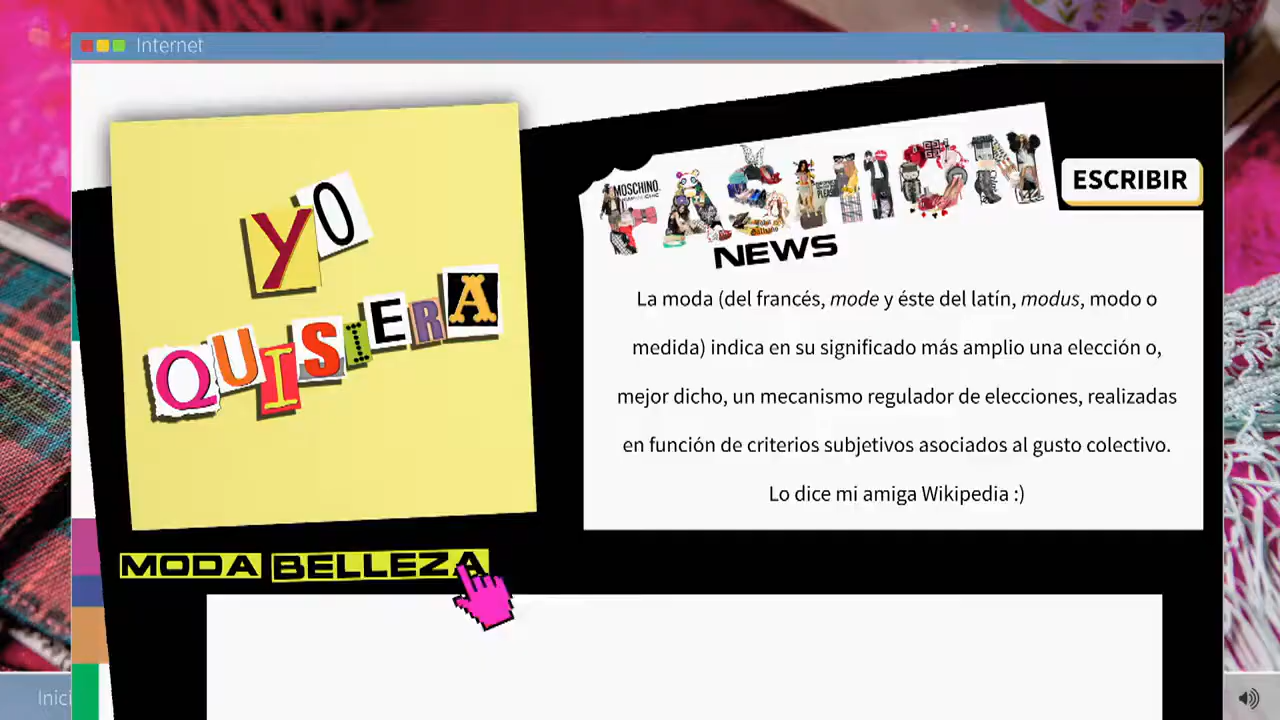 Internet
YO
QUISIERA
MOSCHINO
FASHION
NEWS
ESCRIBIR
La moda (del francés, mode y éste del latín, modus, modo o
medida) indica en su significado más amplio una elección o,
mejor dicho, un mecanismo regulador de elecciones, realizadas
en función de criterios subjetivos asociados al gusto colectivo.
Lo dice mi amiga Wikipedia :)
MODA BELLEZA
Inici